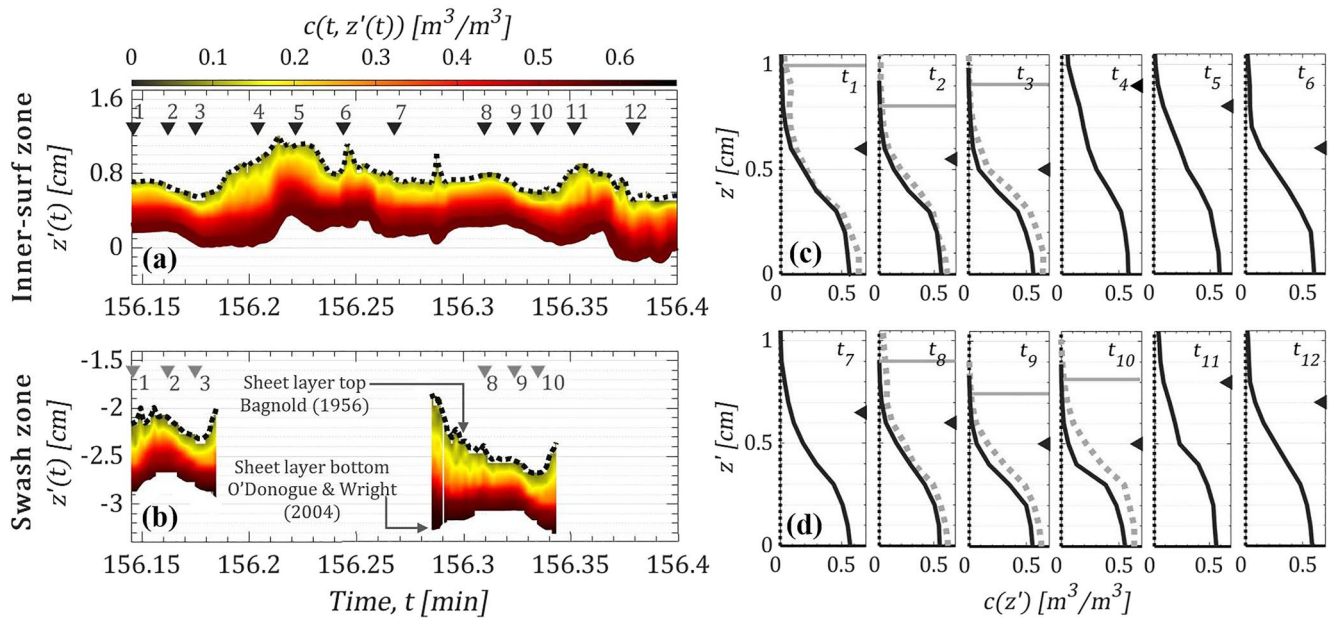 c(t, z'(t)) [m³/m³]
0 0.1 0.2 0.3 0.4 0.5 0.6
Inner-surf zone
z'(t) [cm]
1.6
0.8
0
1 2 3 4 5 6 7 8 9 10 11 12
(a)
156.15 156.2 156.25 156.3 156.35 156.4
Swash zone
z'(t) [cm]
-1.5
-2
-2.5
-3
1 2 3 8 9 10
Sheet layer top
Bagnold (1956)
Sheet layer bottom
O'Donogue & Wright
(2004)
(b)
156.15 156.2 156.25 156.3 156.35 156.4
Time, t [min]
z' [cm]
1
0.5
0
t₁ t₂ t₃ t₄ t₅ t₆
(c)
0 0.5 0 0.5 0 0.5 0 0.5 0 0.5 0 0.5
z' [cm]
1
0.5
0
t₇ t₈ t₉ t₁₀ t₁₁ t₁₂
(d)
0 0.5 0 0.5 0 0.5 0 0.5 0 0.5 0 0.5
c(z') [m³/m³]